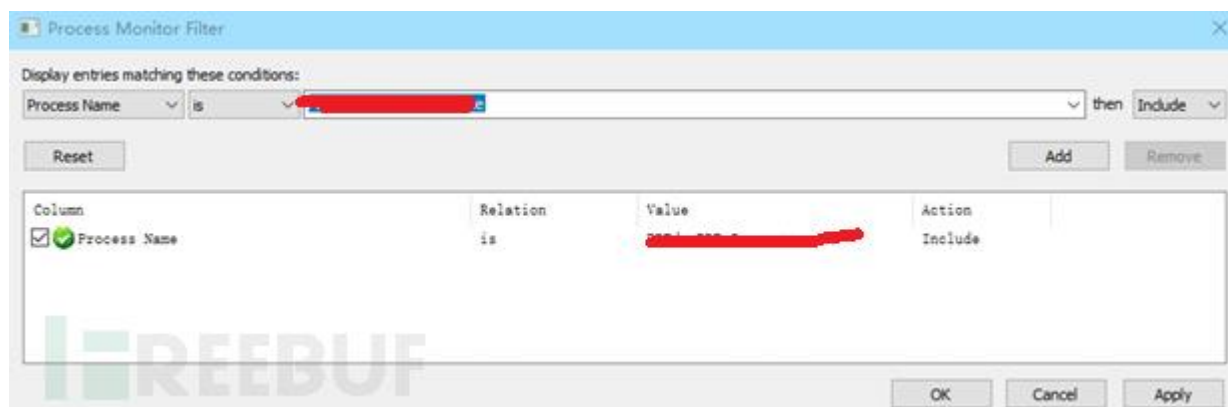 Process Monitor Filter
Display entries matching these conditions:
Process Name is then Include
Reset Add Remove
Column Relation Value Action
Process Name is Include
REEBUF
OK Cancel Apply